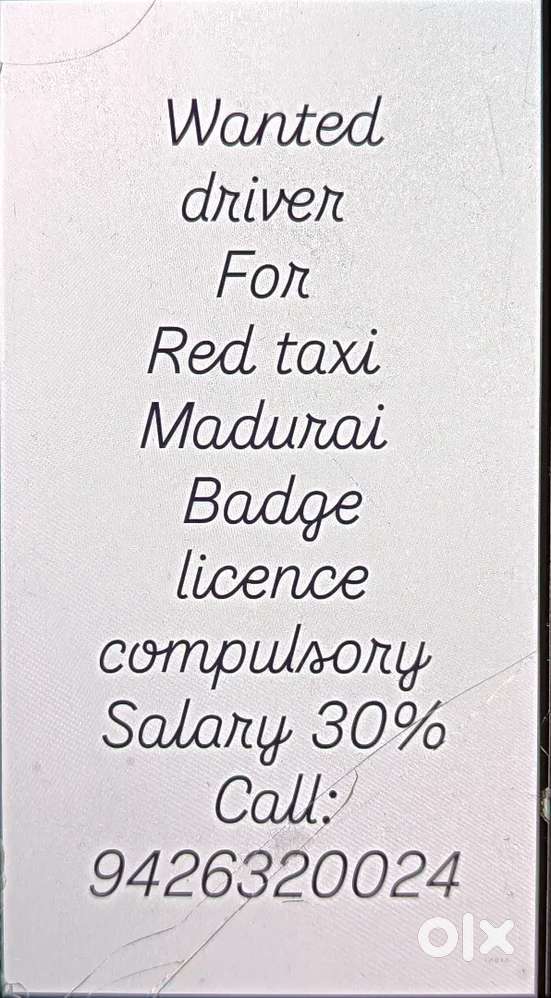 Wanted
driver
For
Red taxi
Madurai
Badge
licence
compulsory
Salary 30%
Call:
9426320024
olx